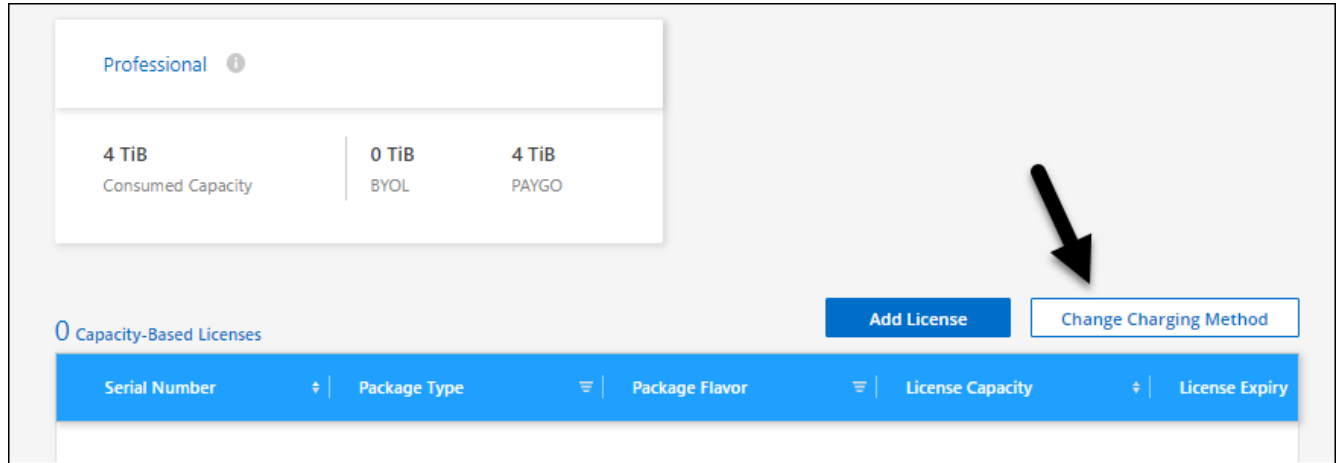 Professional
4 TiB 0 TiB 4 TiB
Consumed Capacity BYOL PAYGO
Add License Change Charging Method
0 Capacity-Based Licenses
Serial Number Package Type Package Flavor License Capacity License Expiry